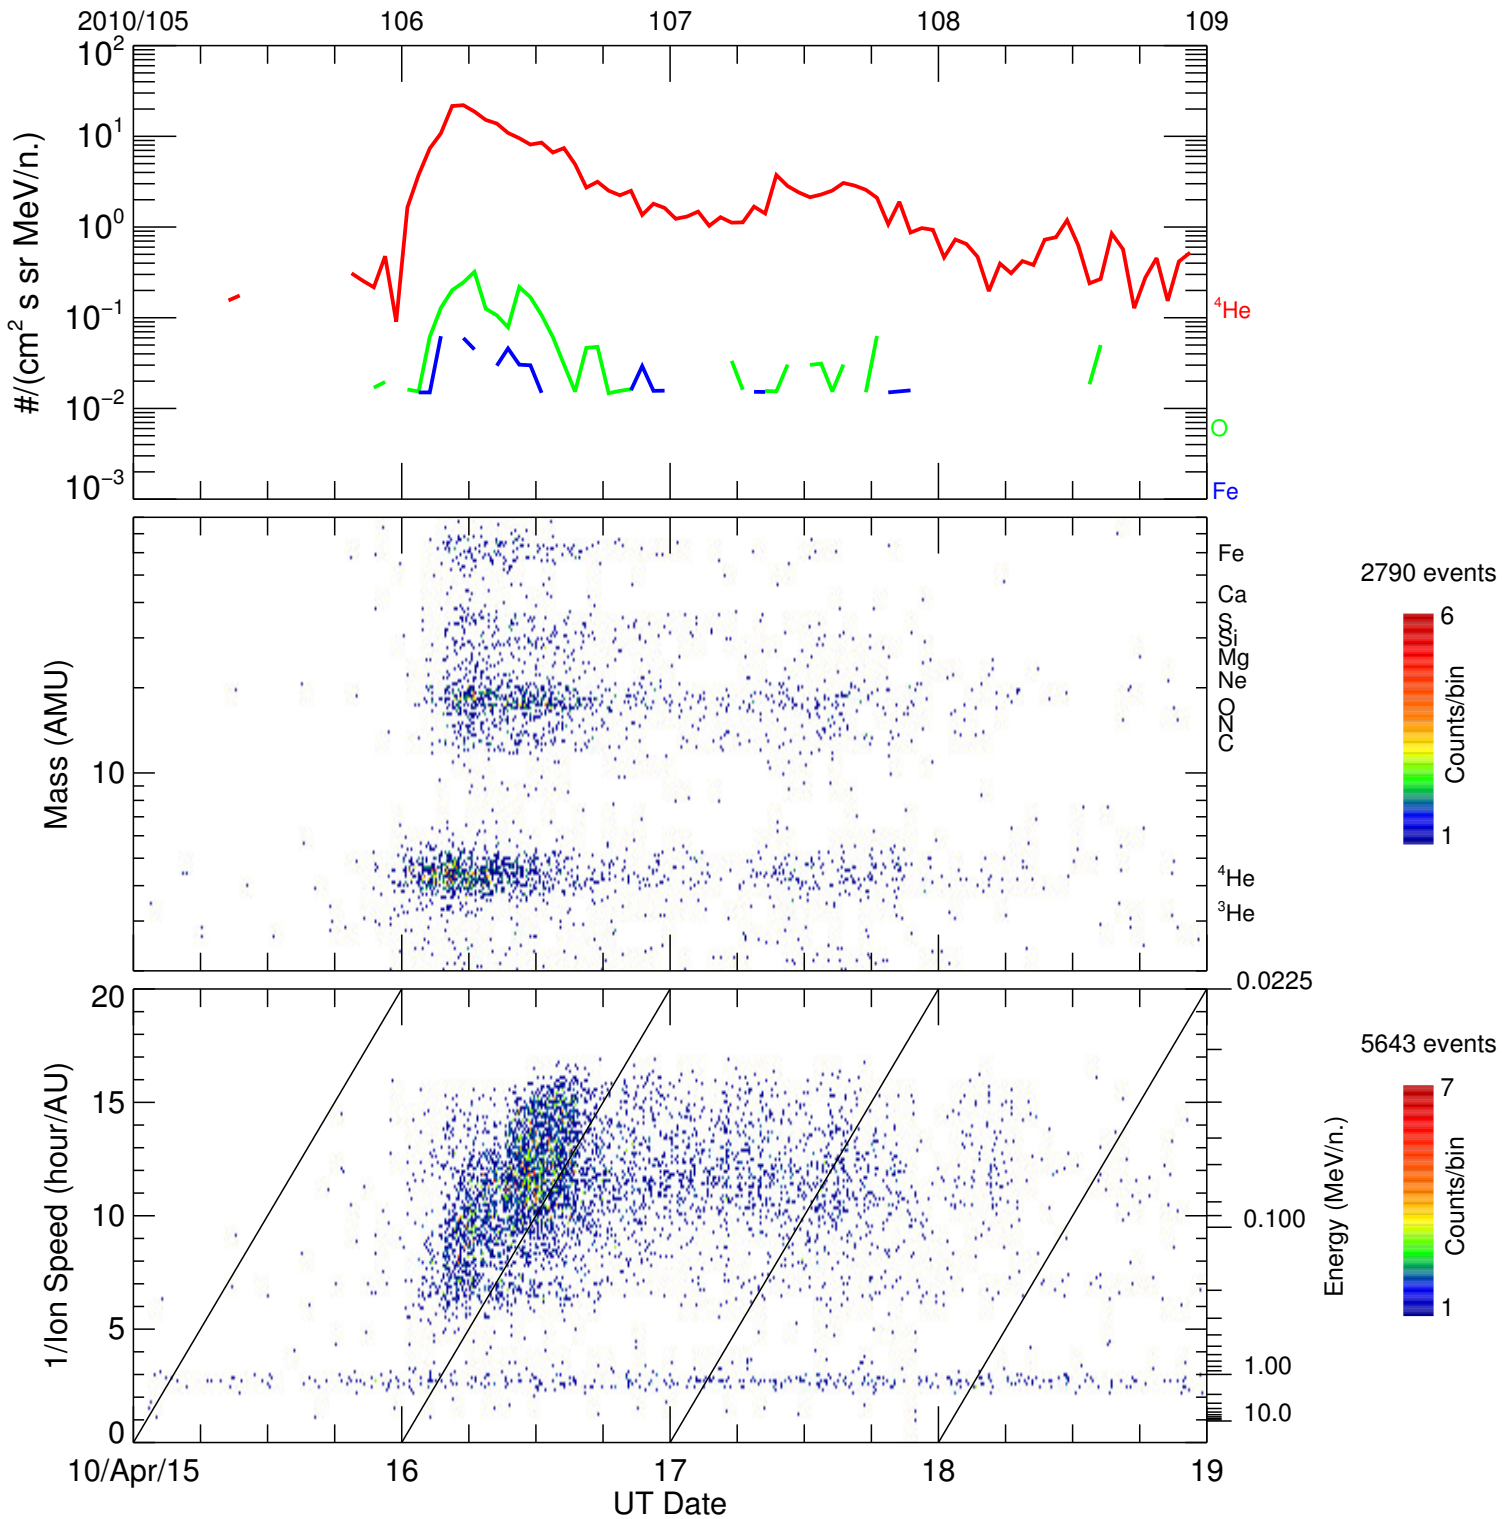 2010/105 106 107 108 109
10²
10¹
10⁰
10⁻¹
10⁻²
10⁻³
#/(cm² s sr MeV/n.)
⁴He
O
Fe
Mass (AMU)
10
Fe
Ca
S
Si
Mg
Ne
O
N
C
⁴He
³He
2790 events
6
Counts/bin
1
20
15
10
5
0
1/Ion Speed (hour/AU)
0.0225
0.100
1.00
10.0
Energy (MeV/n.)
5643 events
7
Counts/bin
1
10/Apr/15 16 17 18 19
UT Date